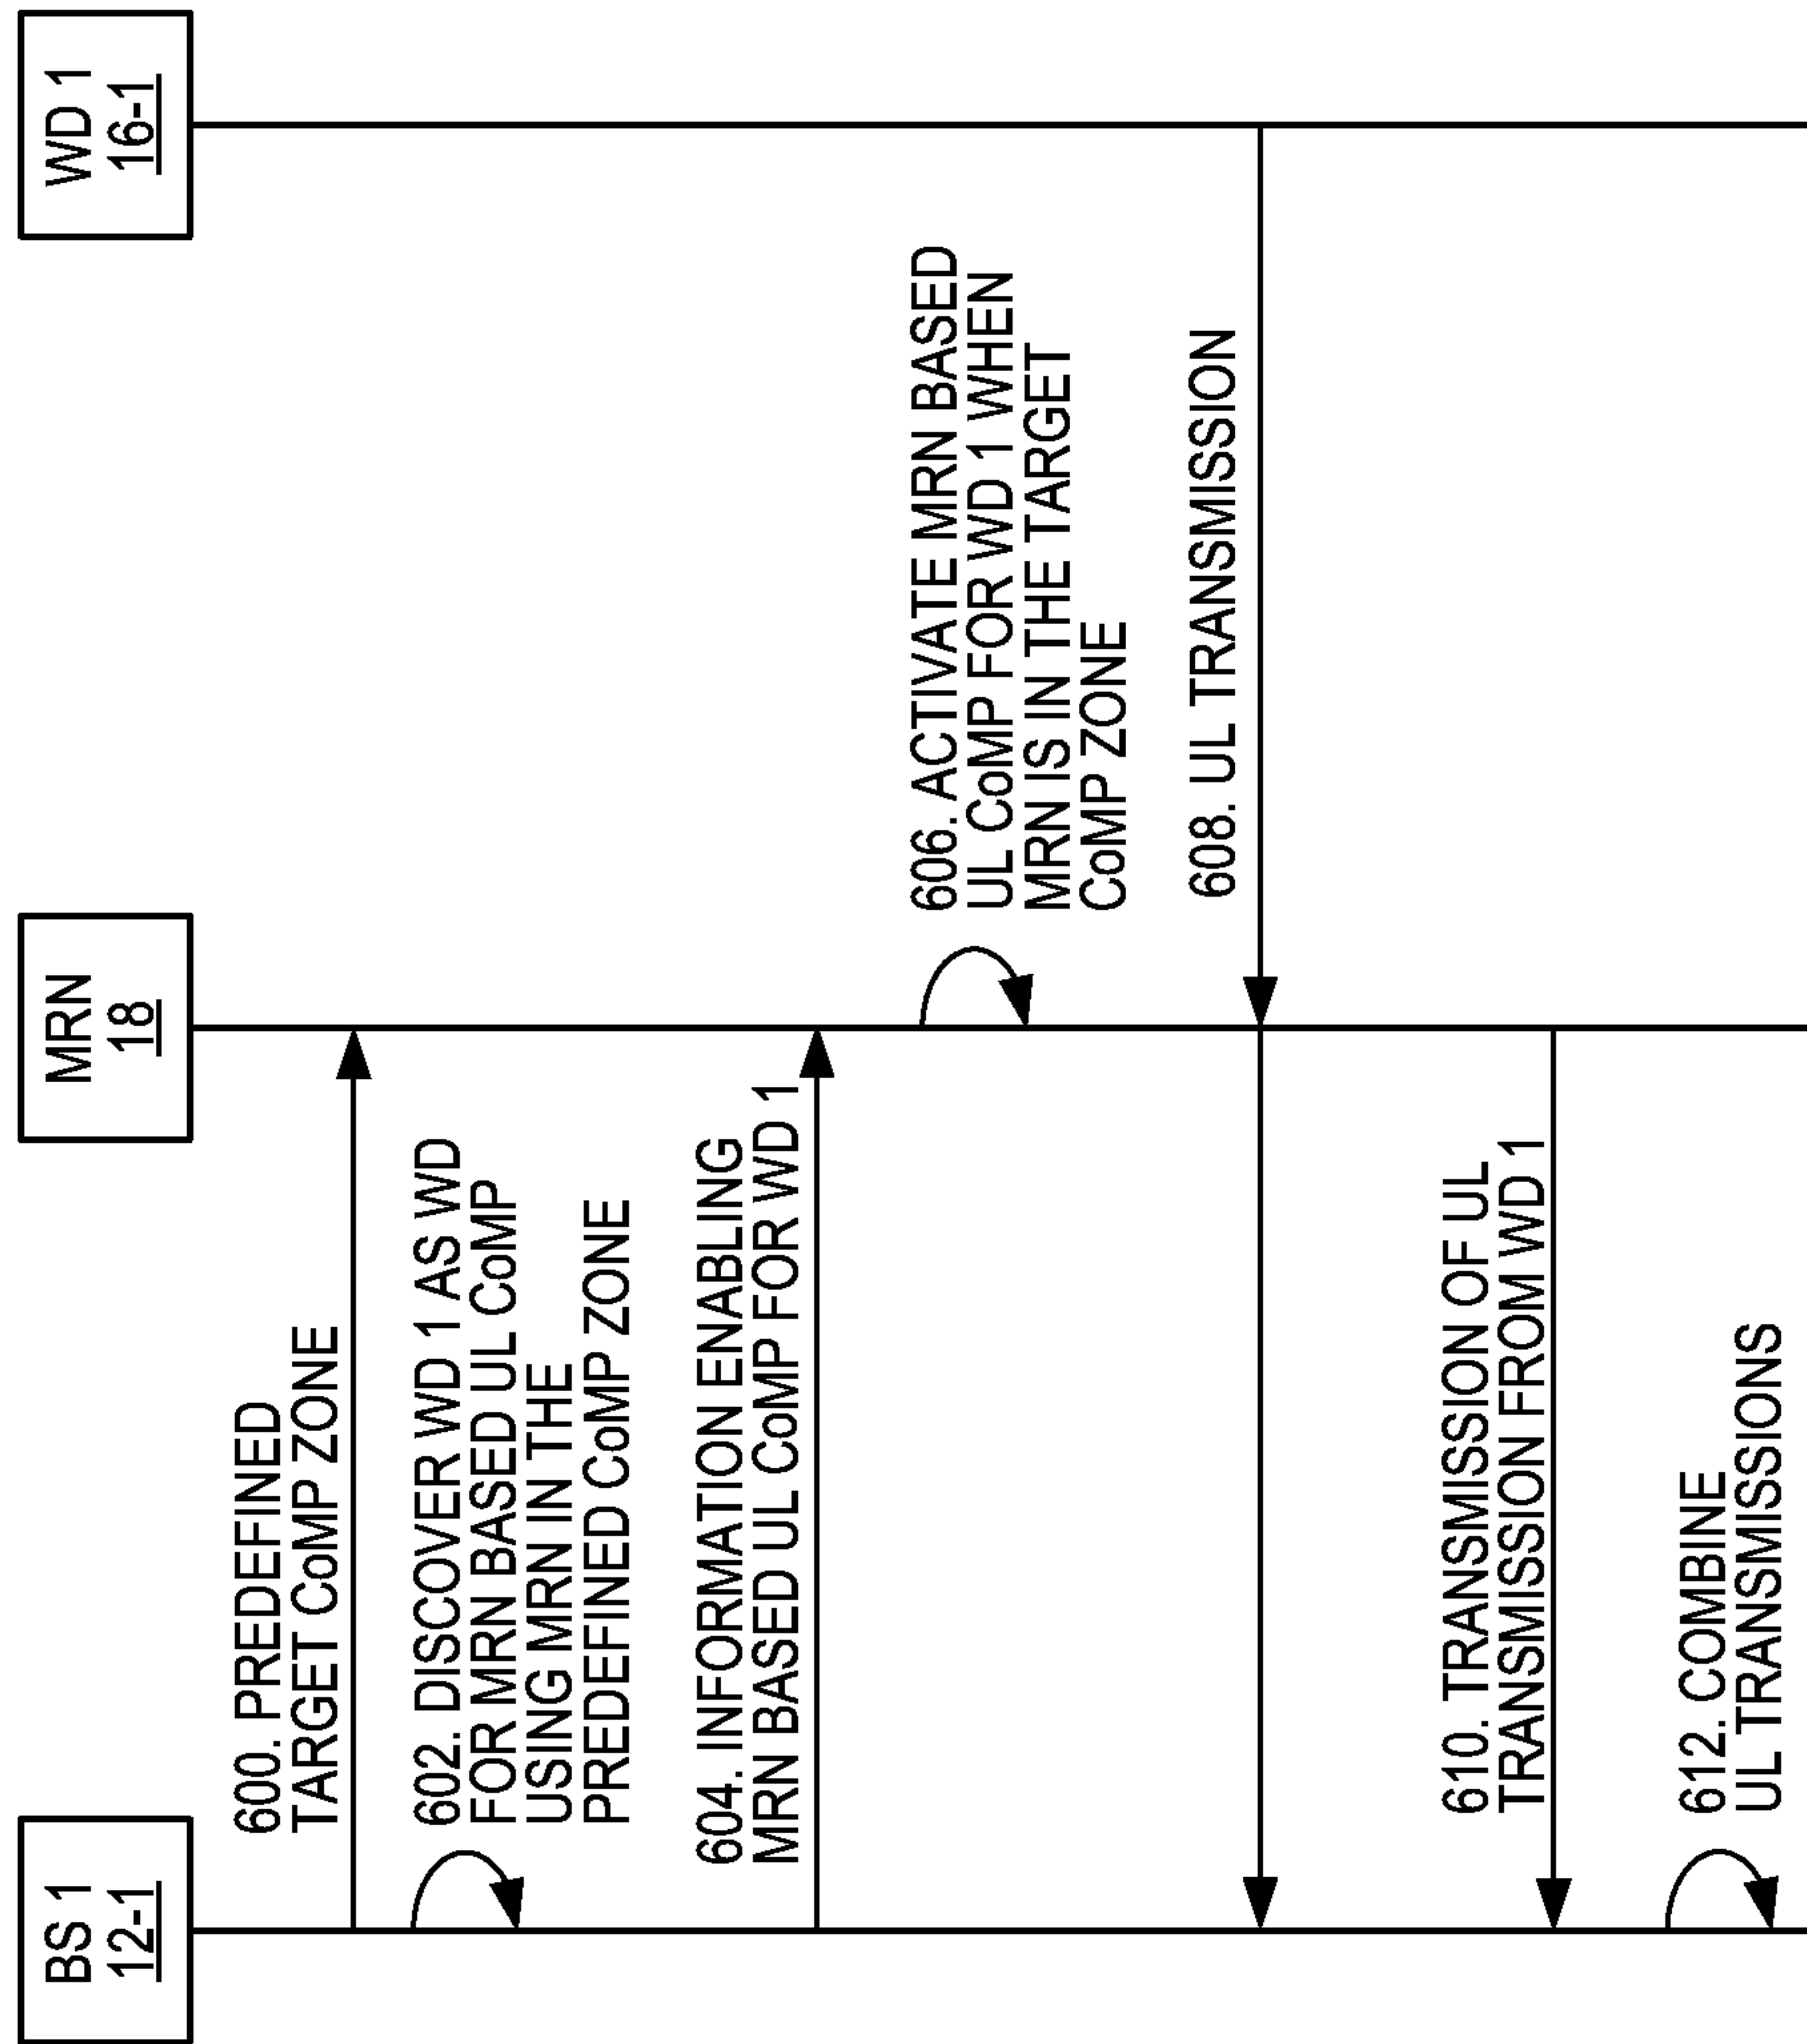 BS 1
12-1
MRN
18
WD 1
16-1
600. PREDEFINED
TARGET CoMP ZONE
602. DISCOVER WD 1 AS WD
FOR MRN BASED UL CoMP
USING MRN IN THE
PREDEFINED CoMP ZONE
604. INFORMATION ENABLING
MRN BASED UL CoMP FOR WD 1
606. ACTIVATE MRN BASED
UL CoMP FOR WD 1 WHEN
MRN IS IN THE TARGET
CoMP ZONE
608. UL TRANSMISSION
610. TRANSMISSION OF UL
TRANSMISSION FROM WD 1
612. COMBINE
UL TRANSMISSIONS